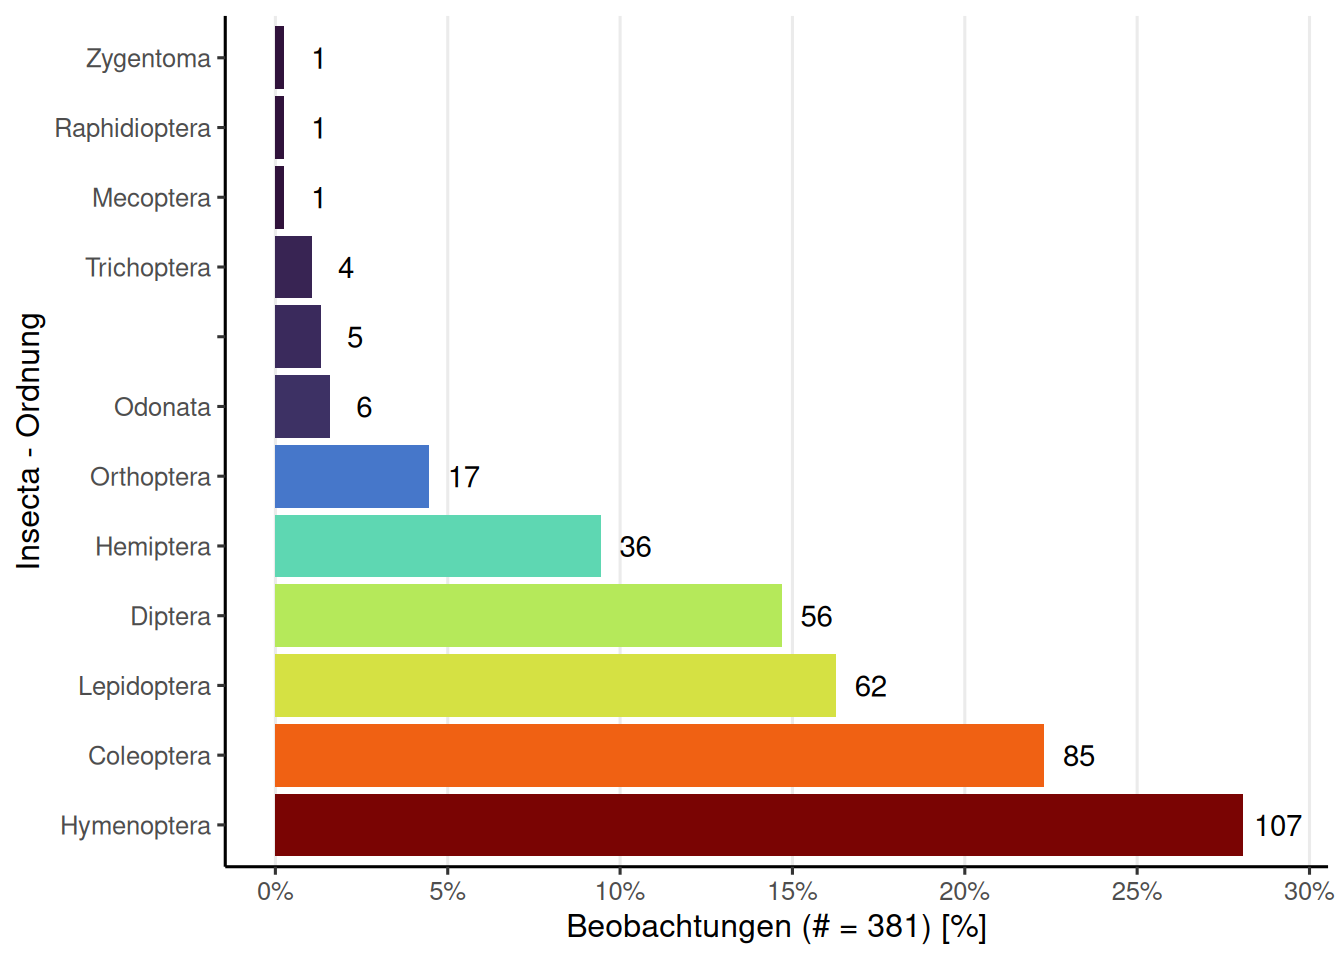 Zygentoma 1
Raphidioptera 1
Mecoptera 1
Trichoptera 4
5
Odonata 6
Orthoptera 17
Hemiptera 36
Diptera 56
Lepidoptera 62
Coleoptera 85
Hymenoptera 107
Insecta - Ordnung
0% 5% 10% 15% 20% 25% 30%
Beobachtungen (# = 381) [%]